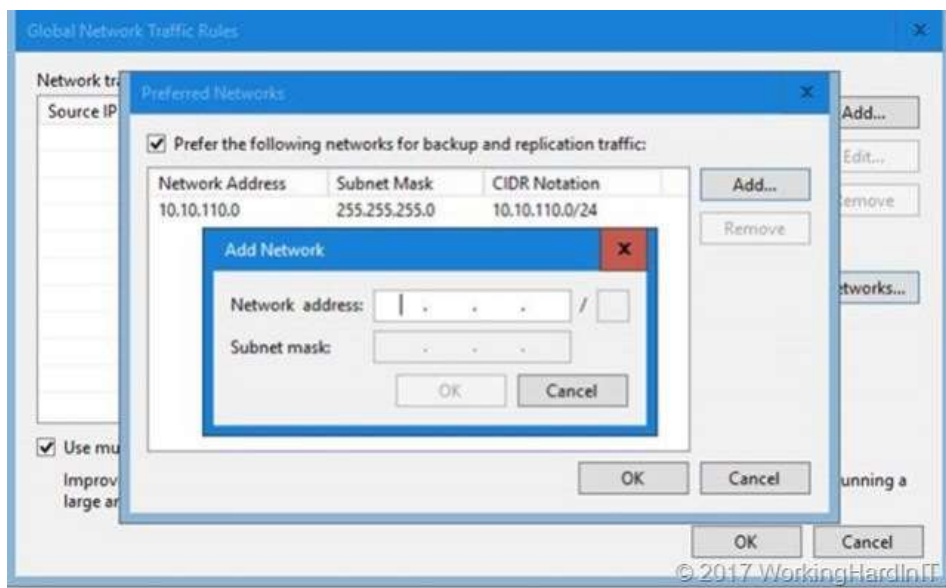 Global Network Traffic Rules
Network tra
Source IP
Add...
Edit...
emove
etworks...
Use mu
Improv
unning a
large ar
OK Cancel
Preferred Networks
Prefer the following networks for backup and replication traffic:
Network Address Subnet Mask CIDR Notation
10.10.110.0 255.255.255.0 10.10.110.0/24
Add...
Remove
OK Cancel
Add Network
Network address: . . . /
Subnet mask: . . .
OK Cancel
© 2017 WorkingHardInIT